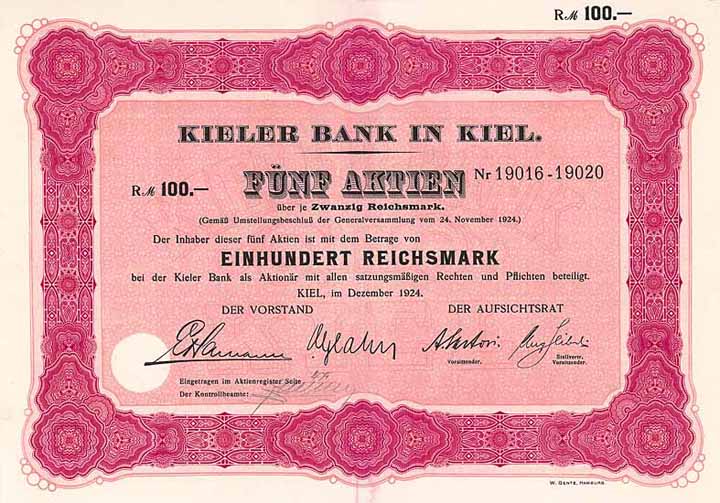 RM 100.—
KIELER BANK IN KIEL.
RM 100.— FÜNF AKTIEN Nr 19016-19020
über je Zwanzig Reichsmark.
(Gemäß Umstellungsbeschluß der Generalversammlung vom 24. November 1924.)
Der Inhaber dieser fünf Aktien ist mit dem Betrage von
EINHUNDERT REICHSMARK
bei der Kieler Bank als Aktionär mit allen satzungsmäßigen Rechten und Pflichten beteiligt.
KIEL, im Dezember 1924.
DER VORSTAND DER AUFSICHTSRAT
Vorsitzender. Stellvertr. Vorsitzender.
Eingetragen im Aktienregister Seite
Der Kontrollbeamte:
W. GENTE, HAMBURG.